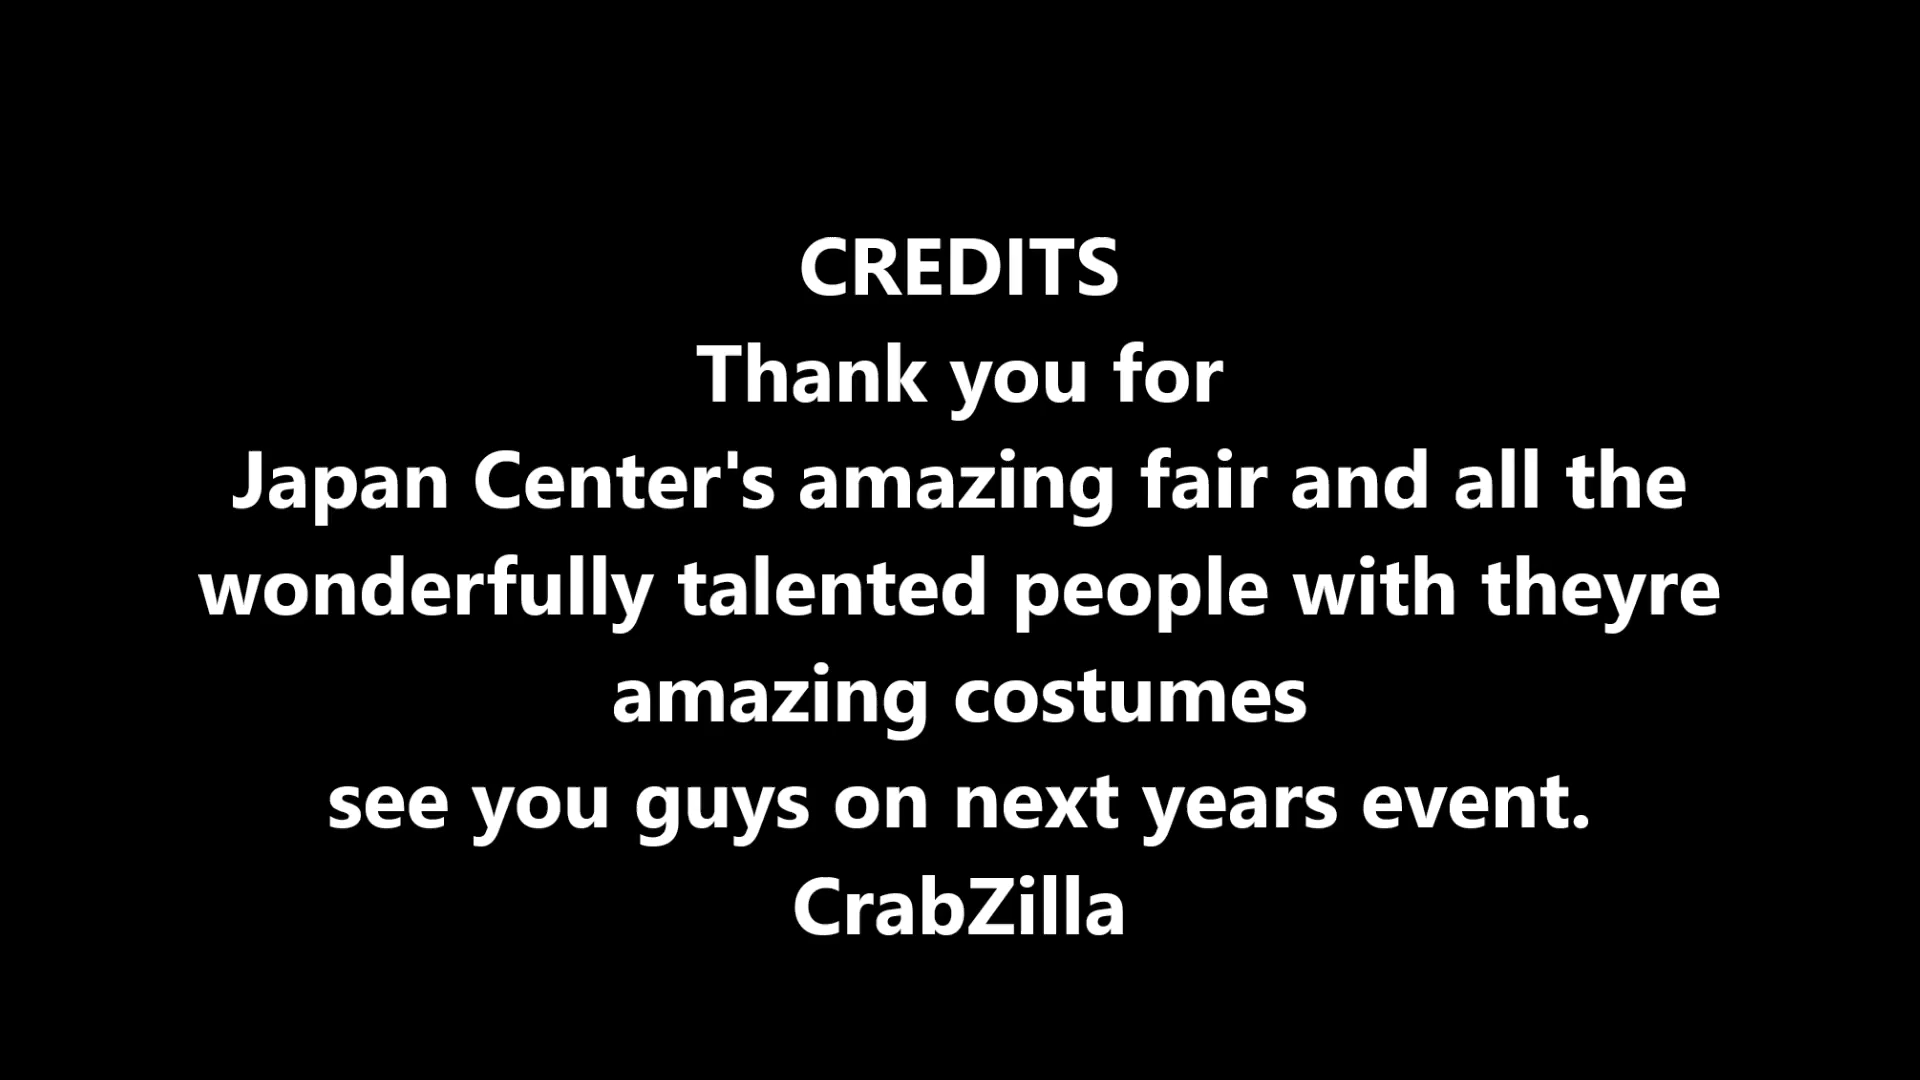 CREDITS
Thank you for
Japan Center's amazing fair and all the
wonderfully talented people with theyre
amazing costumes
see you guys on next years event.
CrabZilla